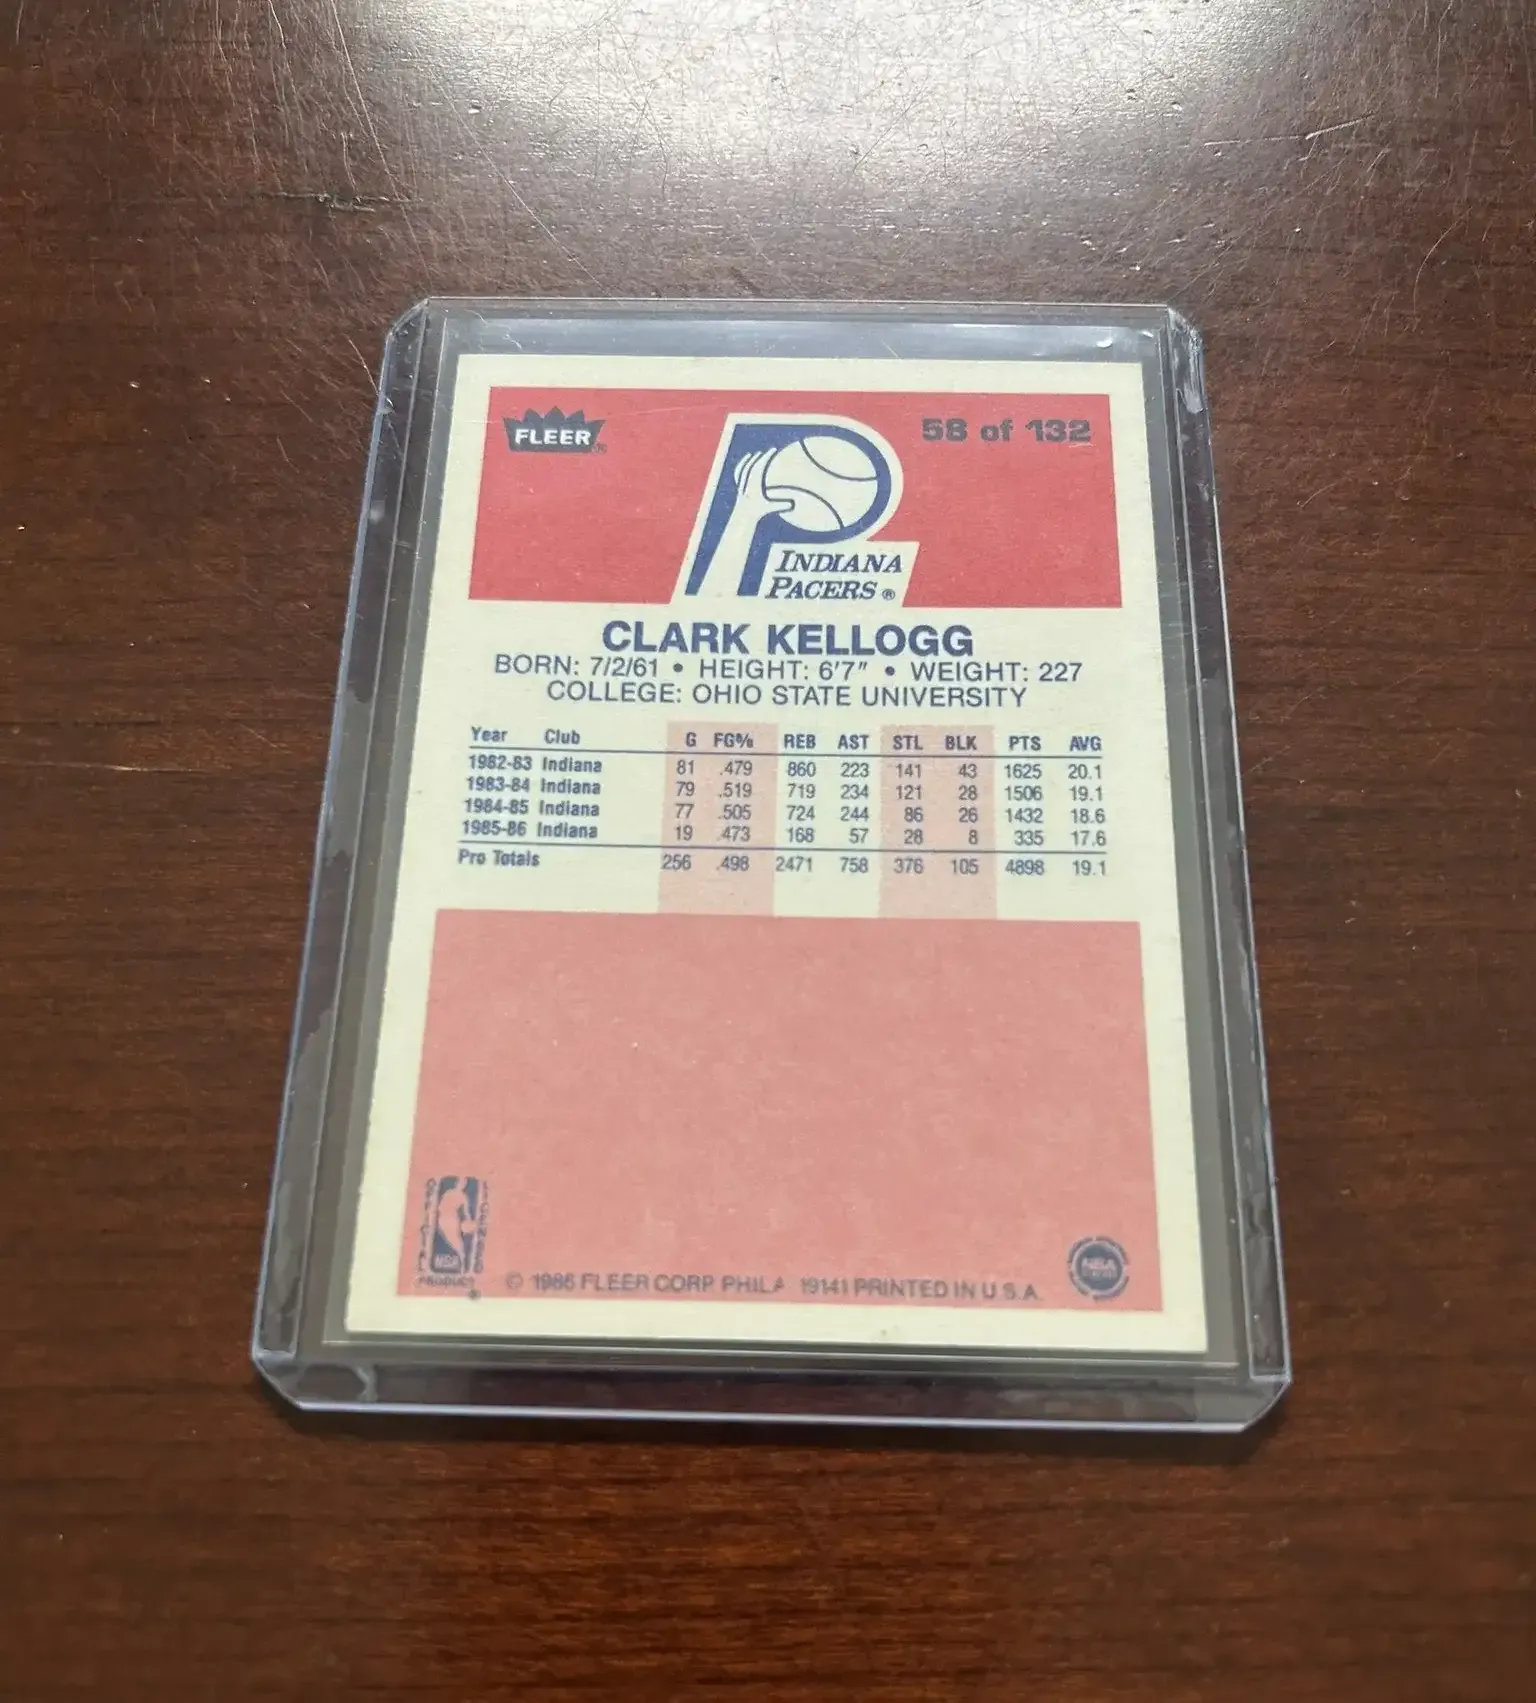 FLEER®
58 of 132
INDIANA
PACERS ®
CLARK KELLOGG
BORN: 7/2/61 • HEIGHT: 6'7" • WEIGHT: 227
COLLEGE: OHIO STATE UNIVERSITY
Year Club G FG% REB AST STL BLK PTS AVG
1982-83 Indiana 81 .479 860 223 141 43 1625 20.1
1983-84 Indiana 79 .519 719 234 121 28 1506 19.1
1984-85 Indiana 77 .505 724 244 86 26 1432 18.6
1985-86 Indiana 19 .473 168 57 28 8 335 17.6
Pro Totals 256 .498 2471 758 376 105 4898 19.1
OFFICIAL LICENSED
NBA
PRODUCT
®
© 1986 FLEER CORP PHILA 19141 PRINTED IN U.S.A.
NBA